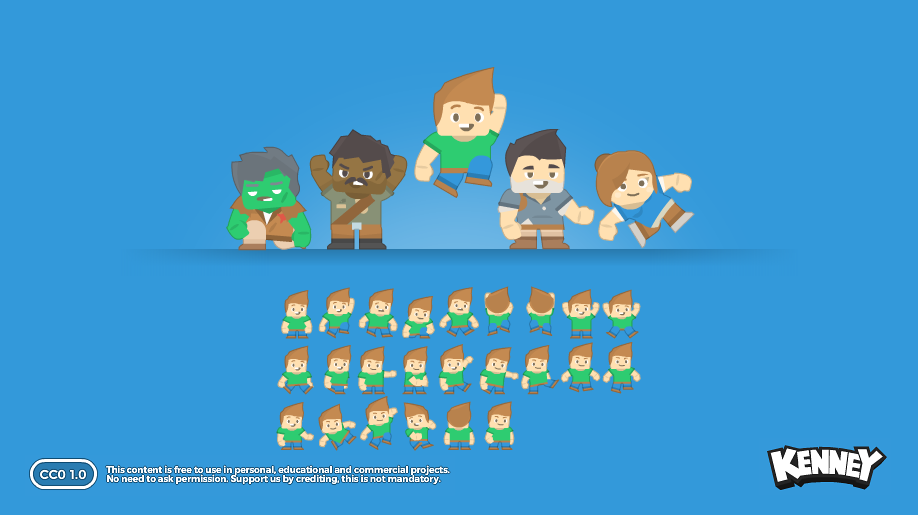 CC0 1.0
This content is free to use in personal, educational and commercial projects.
No need to ask permission. Support us by crediting, this is not mandatory.
KENNEY